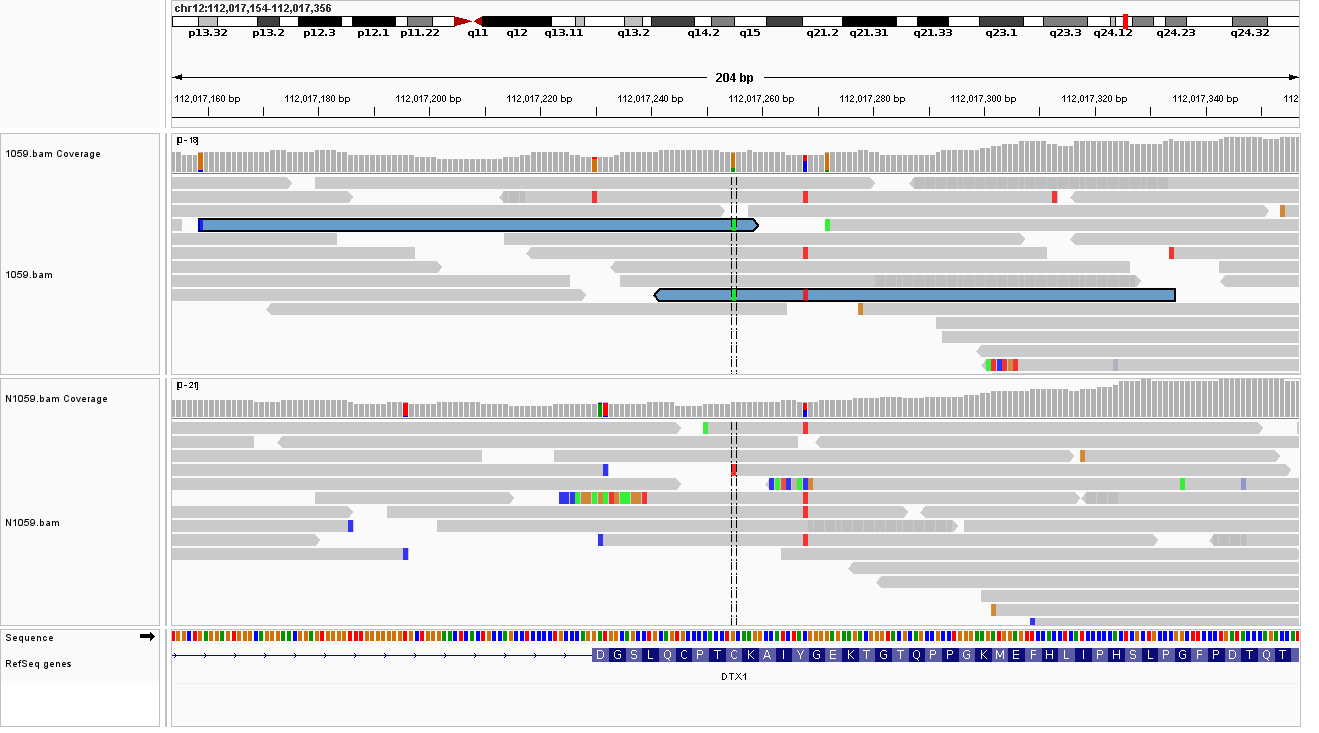 chr12:112,017,154-112,017,356
p13.32 p13.2 p12.3 p12.1 p11.22 q11 q12 q13.11 q13.2 q14.2 q15 q21.2 q21.31 q21.33 q23.1 q23.3 q24.12 q24.23 q24.32
204 bp
112,017,160 bp 112,017,180 bp 112,017,200 bp 112,017,220 bp 112,017,240 bp 112,017,260 bp 112,017,280 bp 112,017,300 bp 112,017,320 bp 112,017,340 bp 112
[0 - 18]
1059.bam Coverage
1059.bam
[0 - 21]
N1059.bam Coverage
N1059.bam
Sequence
RefSeq genes
D G S L Q C P T C K A I Y G E K T G T Q P P G K M E F H L I P H S L P G F P D T Q T
DTX1